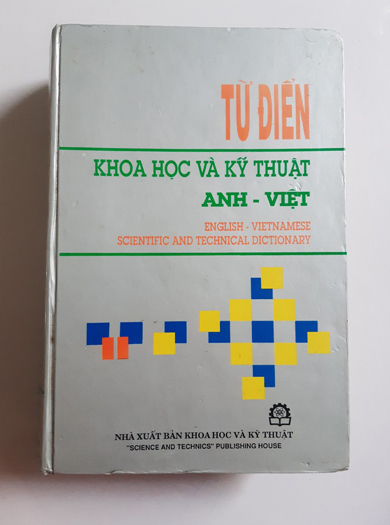 TỪ ĐIỂN
KHOA HỌC VÀ KỸ THUẬT
ANH - VIỆT
ENGLISH - VIETNAMESE
SCIENTIFIC AND TECHNICAL DICTIONARY
NHÀ XUẤT BẢN KHOA HỌC VÀ KỸ THUẬT
"SCIENCE AND TECHNICS" PUBLISHING HOUSE